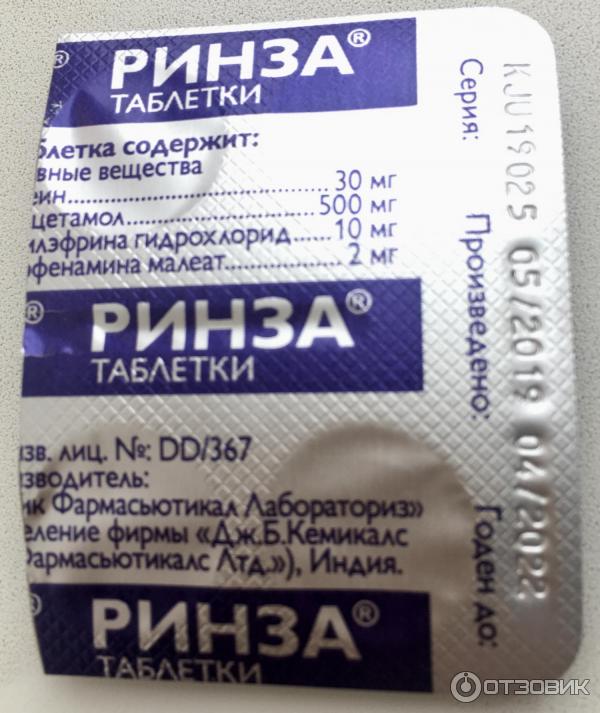 ® РИНЗА®
ТАБЛЕТКИ
блетка содержит:
вные вещества
еин 30 мг
цетамол 500 мг
илэфрина гидрохлорид 10 мг
офенамина малеат 2 мг
® РИНЗА®
ТАБЛЕТКИ
изв. лиц. №: DD/367
изводитель:
ик Фармасьютикал Лабораториз»
еление фирмы «Дж.Б.Кемикалс
Фармасьютикалс Лтд.»), Индия.
РИНЗА®
ТАБЛЕТКИ
Серия: Произведено: Годен до:
KJU19025 05/2019 04/2022
ОТЗОВИК